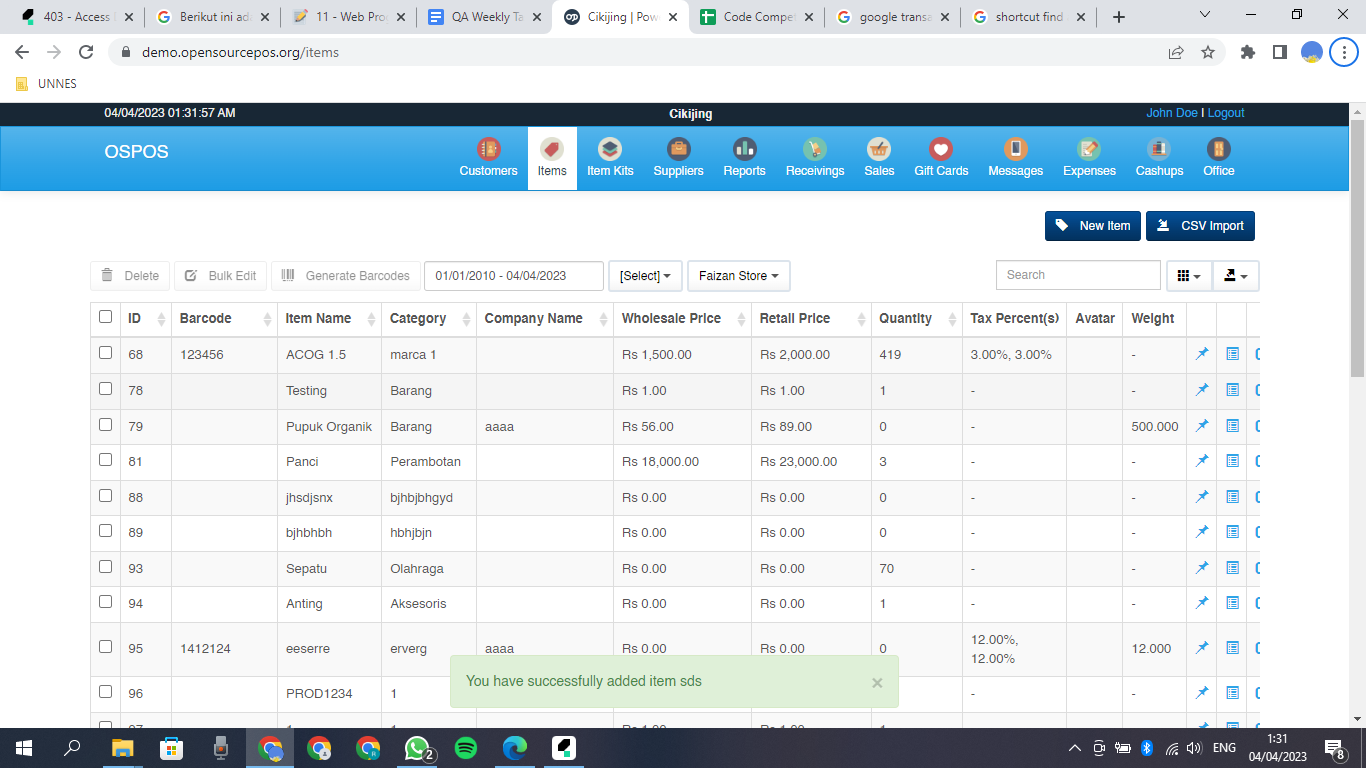 403 - Access
Berikut ini ad
11 - Web Pro
QA Weekly Ta
Cikijing | Pow
Code Compet
google transa
shortcut find
demo.opensourcepos.org/items
UNNES
04/04/2023 01:31:57 AM
Cikijing
John Doe | Logout
OSPOS
Customers
Items
Item Kits
Suppliers
Reports
Receivings
Sales
Gift Cards
Messages
Expenses
Cashups
Office
New Item
CSV Import
Delete
Bulk Edit
Generate Barcodes
01/01/2010 - 04/04/2023
[Select]
Faizan Store
Search
ID Barcode Item Name Category Company Name Wholesale Price Retail Price Quantity Tax Percent(s) Avatar Weight
68 123456 ACOG 1.5 marca 1 Rs 1,500.00 Rs 2,000.00 419 3.00%, 3.00% -
78 Testing Barang Rs 1.00 Rs 1.00 1 - -
79 Pupuk Organik Barang aaaa Rs 56.00 Rs 89.00 0 - 500.000
81 Panci Perambotan Rs 18,000.00 Rs 23,000.00 3 - -
88 jhsdjsnx bjhbjbhgyd Rs 0.00 Rs 0.00 0 - -
89 bjhbhbh hbhjbjn Rs 0.00 Rs 0.00 0 - -
93 Sepatu Olahraga Rs 0.00 Rs 0.00 70 - -
94 Anting Aksesoris Rs 0.00 Rs 0.00 1 - -
95 1412124 eeserre erverg aaaa Rs 0.00 Rs 0.00 0 12.00%, 12.000
12.00%
96 PROD1234 1 - -
You have successfully added item sds ×
2
ENG
1:31
04/04/2023
8